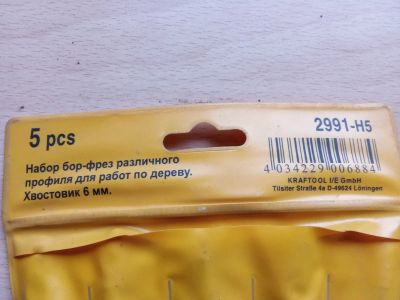 5 pcs
2991-H5
Набор бор-фрез различного
профиля для работ по дереву.
Хвостовик 6 мм.
4 034229 006884
KRAFTOOL I/E GmbH
Tilsiter Straße 4a D-49624 Löningen